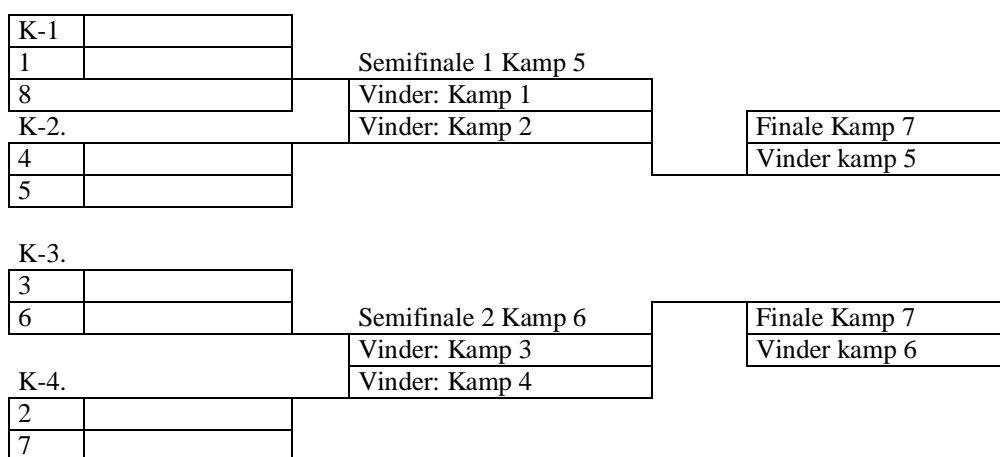 K-1
1 Semifinale 1 Kamp 5
8 Vinder: Kamp 1
K-2. Vinder: Kamp 2 Finale Kamp 7
4 Vinder kamp 5
5
K-3.
3
6 Semifinale 2 Kamp 6 Finale Kamp 7
Vinder: Kamp 3 Vinder kamp 6
K-4. Vinder: Kamp 4
2
7